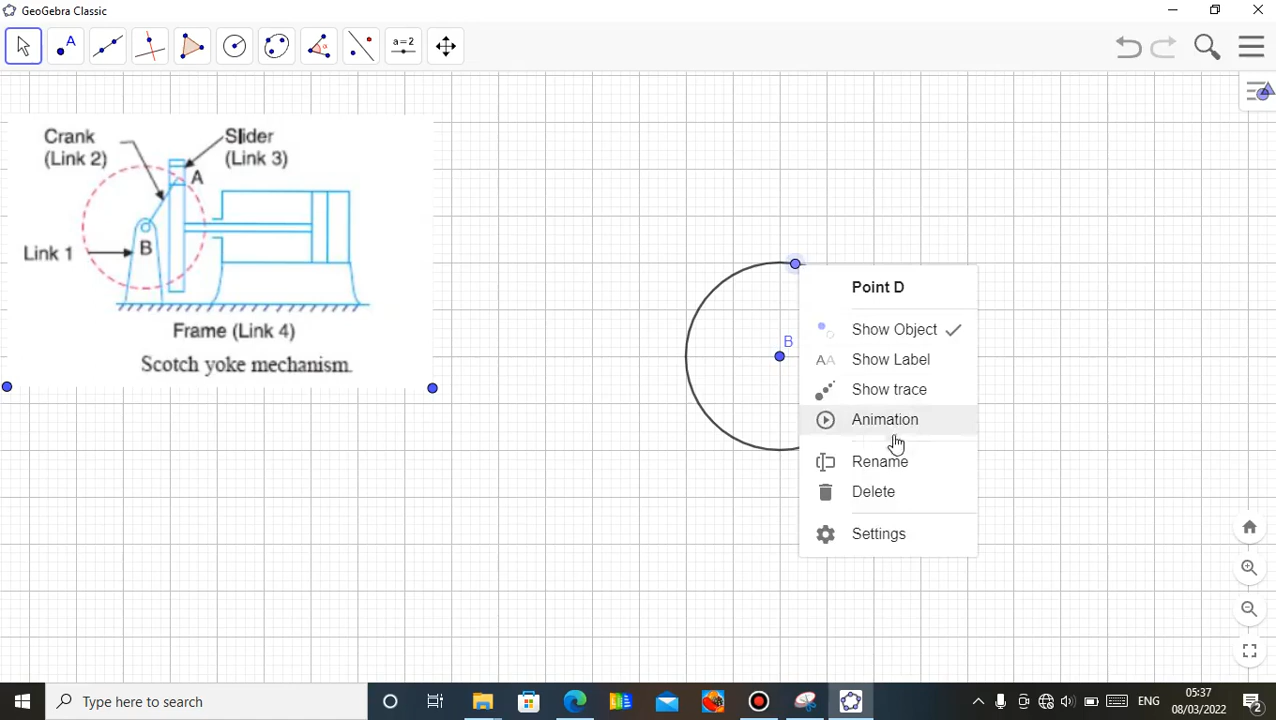 GeoGebra Classic
A
a=2
Crank
(Link 2)
Slider
(Link 3)
A
B
Link 1
Frame (Link 4)
Scotch yoke mechanism.
B
Point D
Show Object
AA Show Label
Show trace
Animation
Rename
Delete
Settings
Type here to search
ENG
05:37
08/03/2022
2